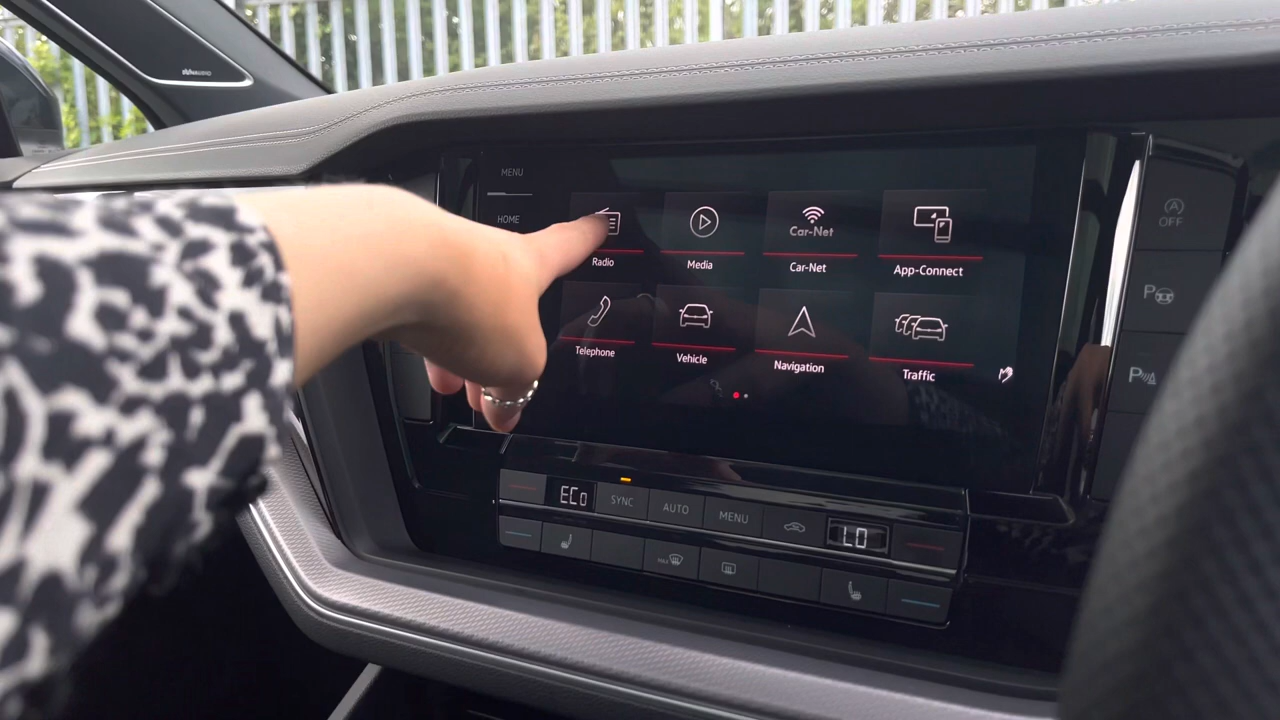 MENU
HOME
Car-Net
Radio
Media
Car-Net
App-Connect
Telephone
Vehicle
Navigation
Traffic
OFF
P
P
ECo
SYNC
AUTO
MENU
LO
MAX